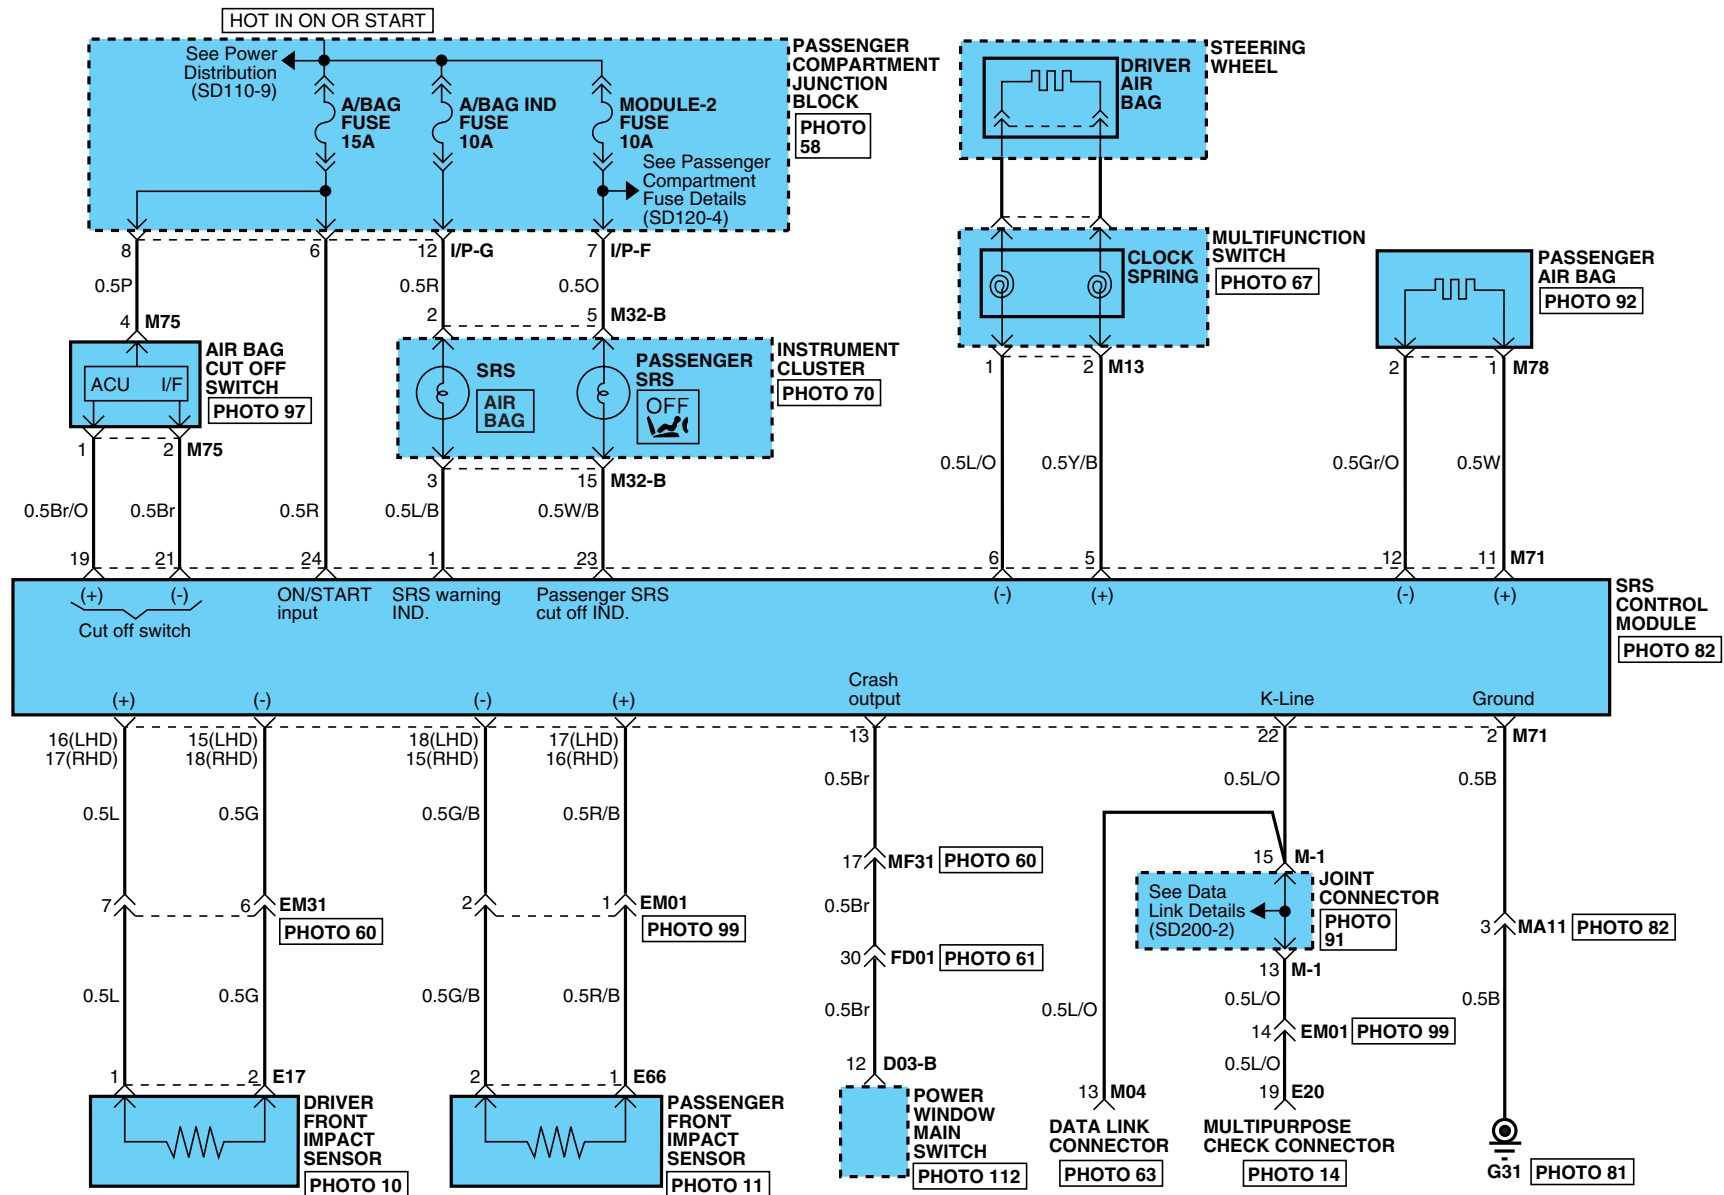 HOT IN ON OR START
See Power
Distribution
(SD110-9)
A/BAG
FUSE
15A
A/BAG IND
FUSE
10A
MODULE-2
FUSE
10A
See Passenger
Compartment
Fuse Details
(SD120-4)
PASSENGER
COMPARTMENT
JUNCTION
BLOCK
PHOTO
58
STEERING
WHEEL
DRIVER
AIR
BAG
8
6
12 I/P-G
7 I/P-F
0.5P
0.5R
0.5O
4 M75
2
5 M32-B
AIR BAG
CUT OFF
SWITCH
PHOTO 97
ACU I/F
SRS
AIR
BAG
PASSENGER
SRS
OFF
INSTRUMENT
CLUSTER
PHOTO 70
MULTIFUNCTION
SWITCH
PHOTO 67
CLOCK
SPRING
PASSENGER
AIR BAG
PHOTO 92
1
2 M13
2
1 M78
1
2 M75
3
15 M32-B
0.5L/O
0.5Y/B
0.5Gr/O
0.5W
0.5Br/O
0.5Br
0.5R
0.5L/B
0.5W/B
19
21
24
1
23
6
5
12
11 M71
(+)
(-)
Cut off switch
ON/START
input
SRS warning
IND.
Passenger SRS
cut off IND.
(-)
(+)
(-)
(+)
SRS
CONTROL
MODULE
PHOTO 82
(+)
(-)
(-)
(+)
Crash
output
K-Line
Ground
16(LHD)
17(RHD)
15(LHD)
18(RHD)
18(LHD)
15(RHD)
17(LHD)
16(RHD)
13
22
2 M71
0.5L
0.5G
0.5G/B
0.5R/B
0.5Br
0.5L/O
0.5B
7
6 EM31
PHOTO 60
2
1 EM01
PHOTO 99
17 MF31 PHOTO 60
0.5Br
30 FD01 PHOTO 61
0.5Br
15 M-1
See Data
Link Details
(SD200-2)
JOINT
CONNECTOR
PHOTO
91
13 M-1
3 MA11 PHOTO 82
0.5L
0.5G
0.5G/B
0.5R/B
0.5L/O
0.5L/O
0.5B
14 EM01 PHOTO 99
0.5L/O
1
2 E17
2
1 E66
12 D03-B
13 M04
19 E20
DRIVER
FRONT
IMPACT
SENSOR
PHOTO 10
PASSENGER
FRONT
IMPACT
SENSOR
PHOTO 11
POWER
WINDOW
MAIN
SWITCH
PHOTO 112
DATA LINK
CONNECTOR
PHOTO 63
MULTIPURPOSE
CHECK CONNECTOR
PHOTO 14
G31 PHOTO 81